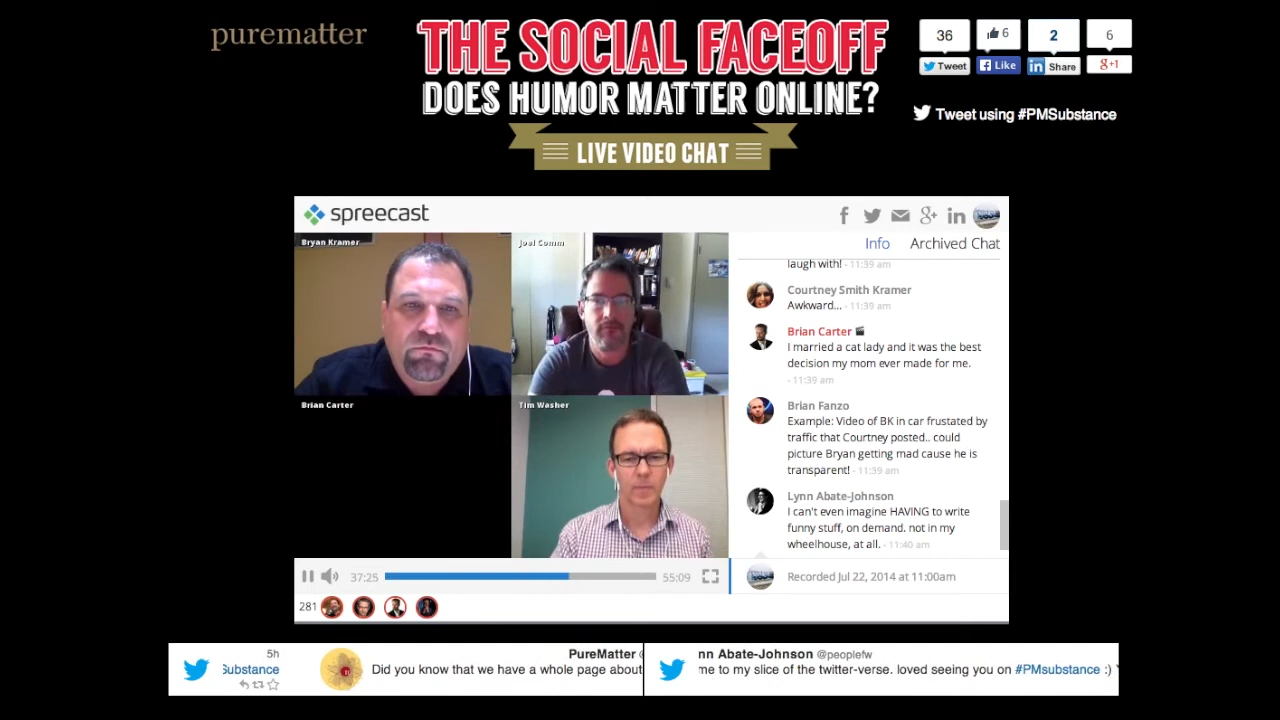 purematter
THE SOCIAL FACEOFF
DOES HUMOR MATTER ONLINE?
LIVE VIDEO CHAT
36
6
2
6
Tweet
Like
Share
g+1
Tweet using #PMSubstance
spreecast
Bryan Kramer
Joel Comm
Info
Archived Chat
laugh with! - 11:39 am
Courtney Smith Kramer
Awkward... - 11:39 am
Brian Carter
I married a cat lady and it was the best
decision my mom ever made for me.
- 11:39 am
Brian Fanzo
Example: Video of BK in car frustated by
traffic that Courtney posted.. could
picture Bryan getting mad cause he is
transparent! - 11:39 am
Lynn Abate-Johnson
I can't even imagine HAVING to write
funny stuff, on demand. not in my
wheelhouse, at all. - 11:40 am
Brian Carter
Tim Washer
37:25
55:09
Recorded Jul 22, 2014 at 11:00am
281
5h
Substance
PureMatter
Did you know that we have a whole page about
nn Abate-Johnson @peoplefw
me to my slice of the twitter-verse. loved seeing you on #PMsubstance :)